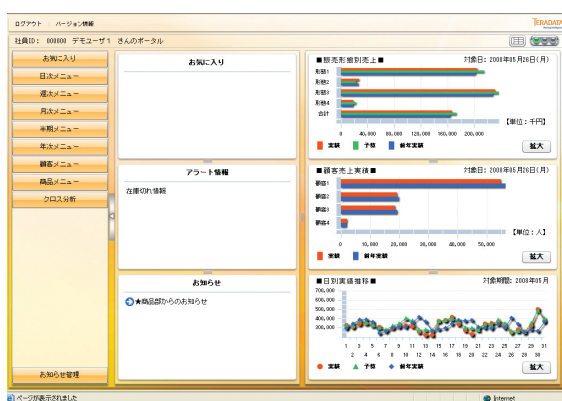 ログアウト バージョン情報
TERADATA
社員ID: 000000 デモユーザ1 さんのポータル
お気に入り
日次メニュー
週次メニュー
月次メニュー
半期メニュー
年次メニュー
顧客メニュー
商品メニュー
クロス分析
お知らせ管理
お気に入り
アラート情報
在庫切れ情報
お知らせ
★商品部からのお知らせ
■販売形態別売上■ 対象日: 2008年05月26日(月)
形態1
形態2
形態3
形態4
合計
【単位:千円】
0 40,000 80,000 120,000 160,000 200,000
実績 予算 前年実績
拡大
■顧客売上実績■ 対象日: 2008年05月26日(月)
顧客1
顧客2
顧客3
顧客4
【単位:人】
0 10,000 20,000 30,000 40,000 50,000
実績 前年実績
拡大
■日別実績推移■ 対象期間: 2008年05月
700,000
600,000
500,000
400,000
300,000
1 3 5 7 9 11 13 14 16 17 19 21 23 25 27 29 31
2 4 6 8 10 12 14 16 18 20 22 24 26 28 30
実績 予算 前年実績
拡大
ページが表示されました
Internet